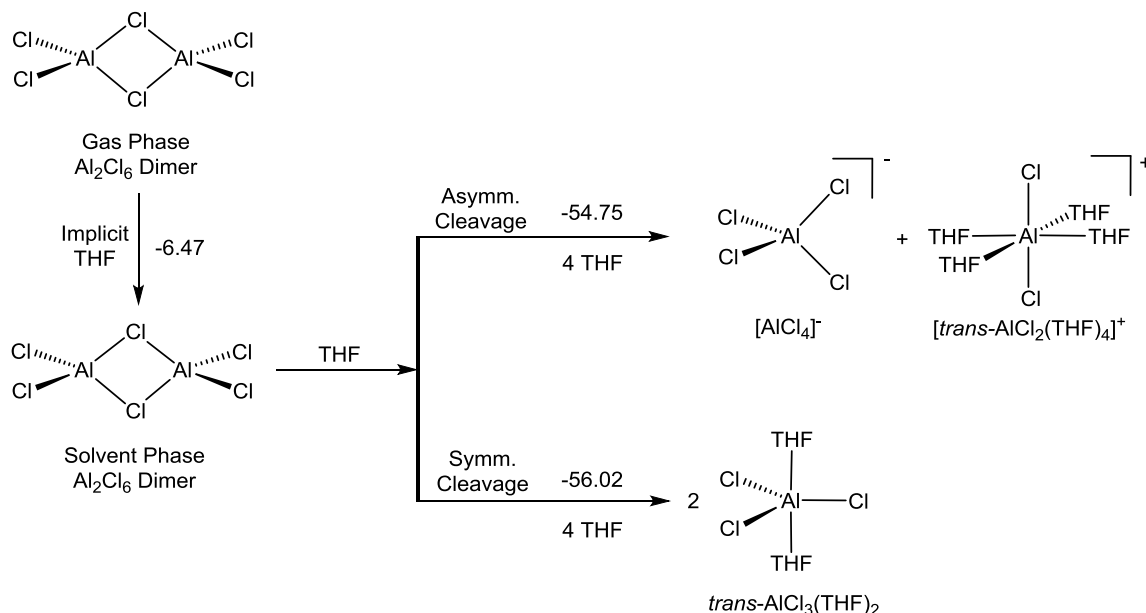 Cl
Cl Al Al Cl
Cl Cl
Cl
Gas Phase
Al₂Cl₆ Dimer
Implicit
THF
-6.47
Cl
Cl Al Al Cl
Cl Cl
Cl
Solvent Phase
Al₂Cl₆ Dimer
THF
Asymm.
Cleavage
-54.75
4 THF
Cl
Cl
Al
Cl
Cl
-
[AlCl₄]⁻
+
Cl
THF
THF Al THF
THF
Cl
+
[trans-AlCl₂(THF)₄]⁺
Symm.
Cleavage
-56.02
4 THF
2
THF
Cl
Al Cl
Cl
THF
trans-AlCl₃(THF)₂